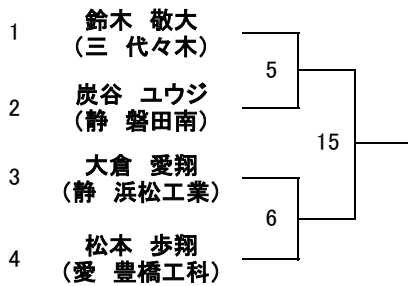 1 鈴木 敬大
(三 代々木)
5
2 炭谷 ユウジ
(静 磐田南)
15
3 大倉 愛翔
(静 浜松工業)
6
4 松本 歩翔
(愛 豊橋工科)